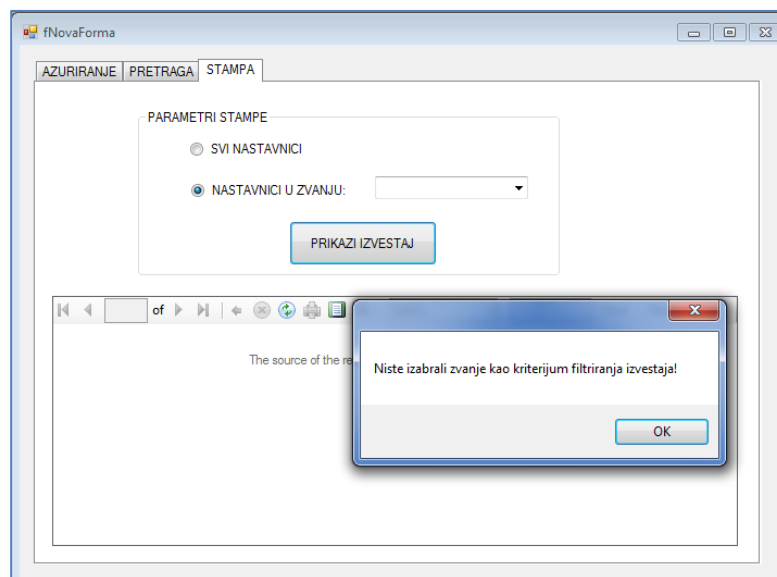 fNovaForma
AZURIRANJE PRETRAGA STAMPA
PARAMETRI STAMPE
SVI NASTAVNICI
NASTAVNICI U ZVANJU:
PRIKAZI IZVESTAJ
of
The source of the re
Niste izabrali zvanje kao kriterijum filtriranja izvestaja!
OK